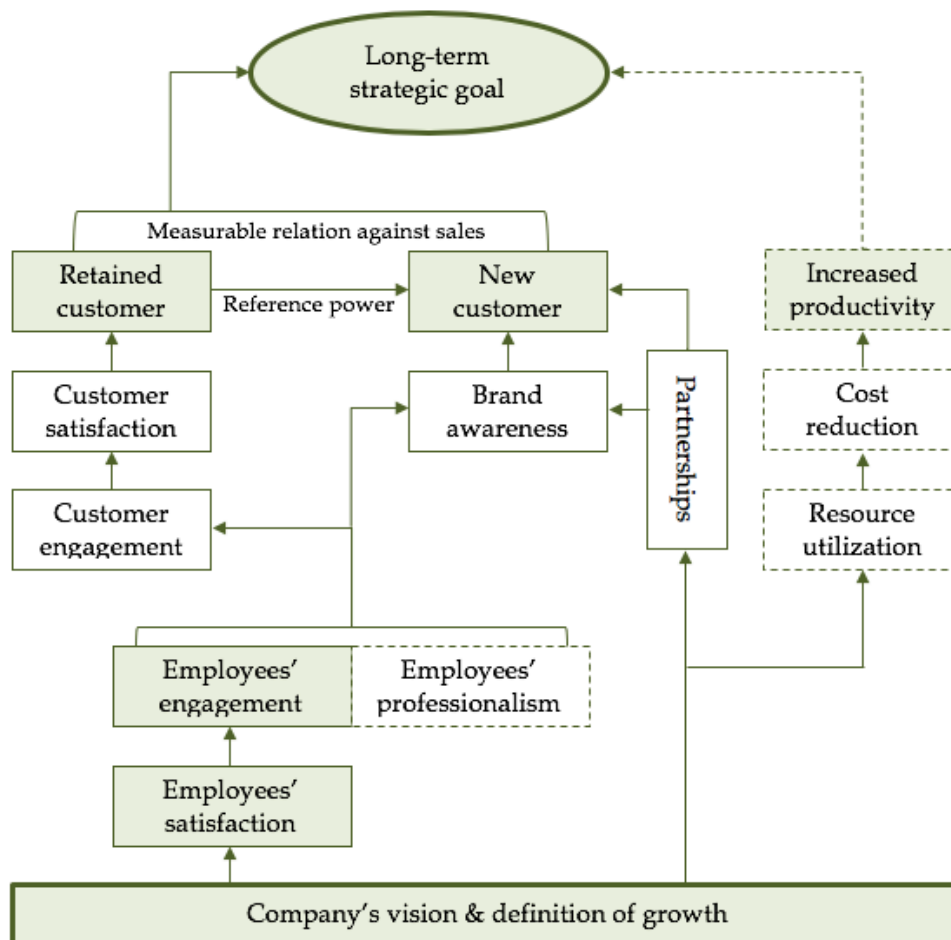 Long-term
strategic goal
Measurable relation against sales
Retained
customer
Reference power
New
customer
Increased
productivity
Customer
satisfaction
Brand
awareness
Partnerships
Cost
reduction
Customer
engagement
Resource
utilization
Employees’
engagement
Employees’
professionalism
Employees’
satisfaction
Company’s vision & definition of growth